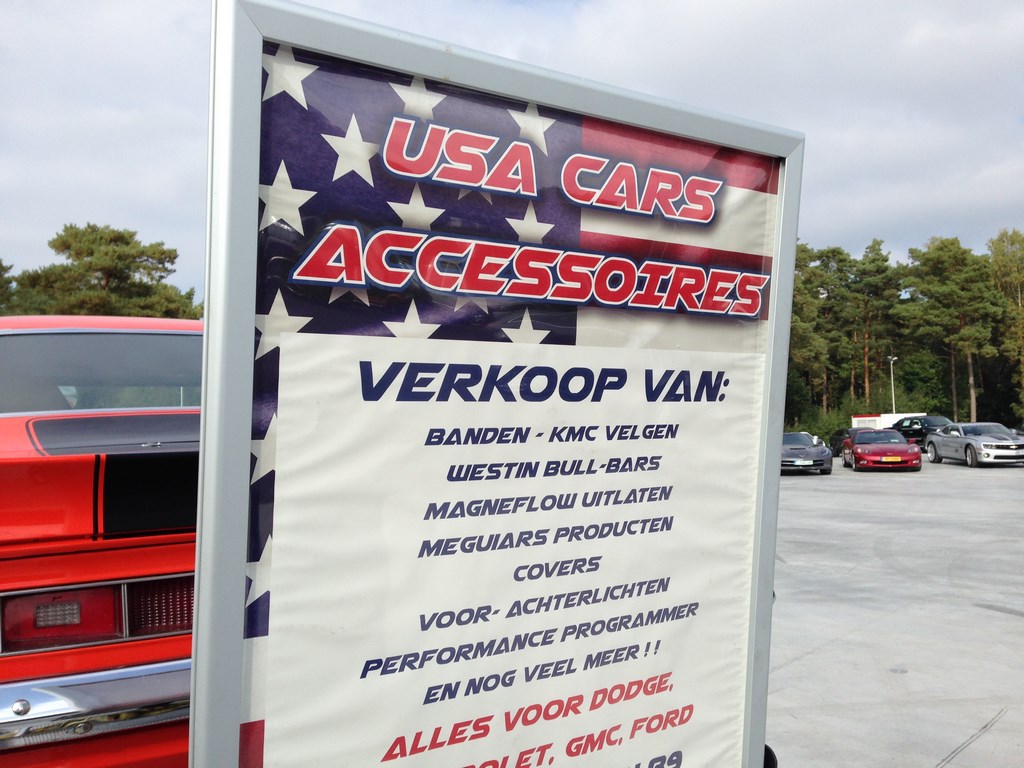 USA CARS
ACCESSOIRES
VERKOOP VAN:
BANDEN - KMC VELGEN
WESTIN BULL-BARS
MAGNEFLOW UITLATEN
MEGUIARS PRODUCTEN
COVERS
VOOR- ACHTERLICHTEN
PERFORMANCE PROGRAMMER
EN NOG VEEL MEER !!
ALLES VOOR DODGE,
GMC, FORD